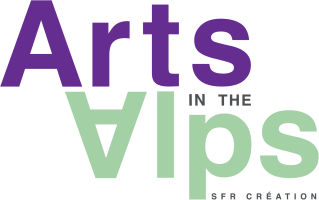 Arts
IN THE
Alps
SFR CRÉATION